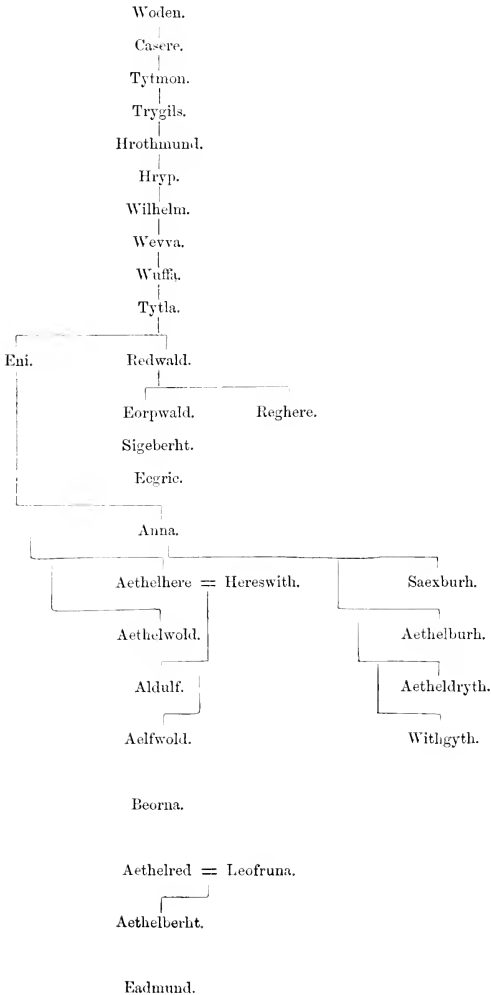 Woden.
Casere.
Tytmon.
Trygils.
Hrothmund.
Hryp.
Wilhelm.
Wevva.
Wuffa.
Tytla.
Eni. Redwald.
Eorpwald. Reghere.
Sigeberht.
Ecgric.
Anna.
Aethelhere = Hereswith. Saexburh.
Aethelwold. Aethelburh.
Aldulf. Aetheldryth.
Aelfwold. Withgyth.
Beorna.
Aethelred = Leofruna.
Aethelberht.
Eadmund.